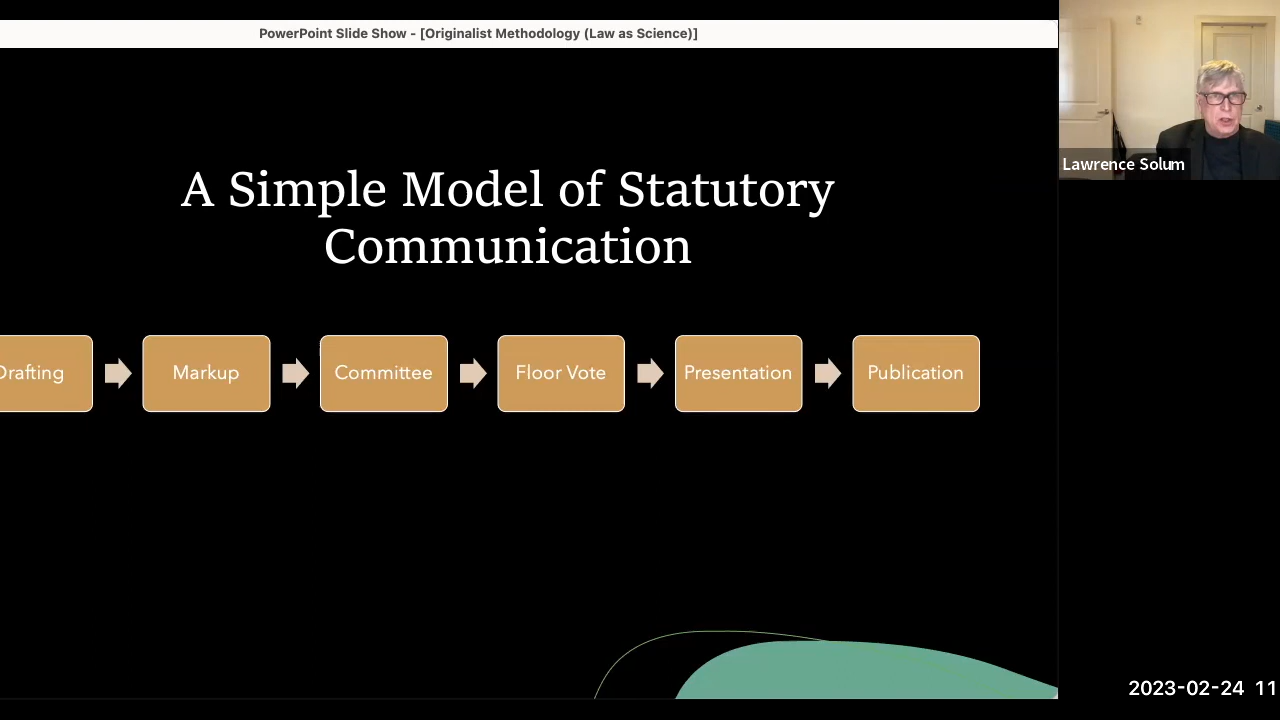 PowerPoint Slide Show - [Originalist Methodology (Law as Science)]
A Simple Model of Statutory
Communication
Drafting
Markup
Committee
Floor Vote
Presentation
Publication
Lawrence Solum
2023-02-24 11